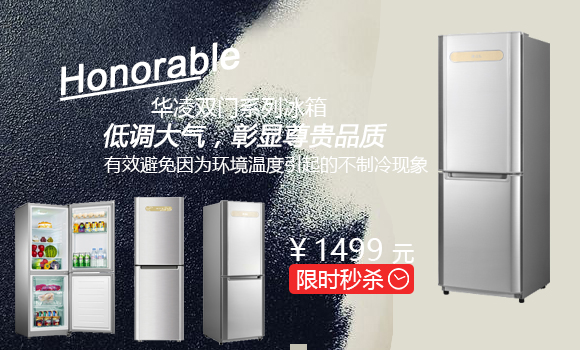 Honorable
华凌双门系列冰箱
低调大气，彰显尊贵品质
有效避免因为环境温度引起的不制冷现象
¥ 1499 元
限时秒杀